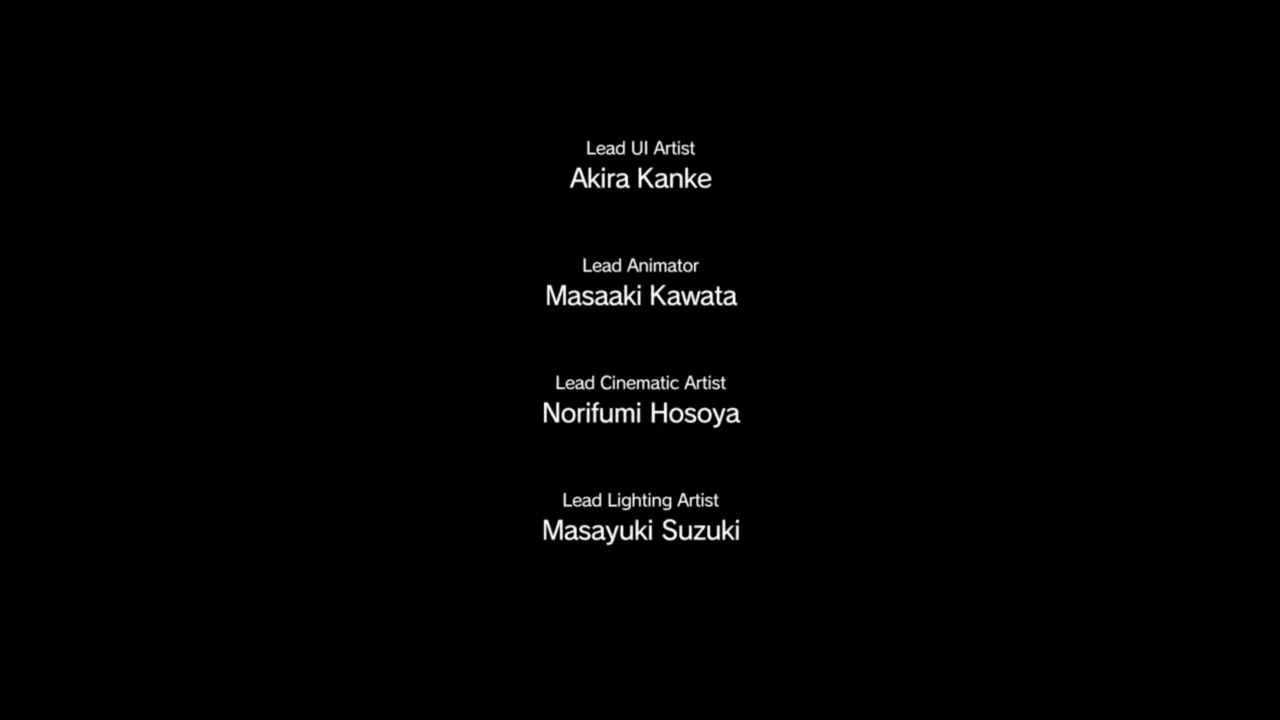 Lead UI Artist
Akira Kanke
Lead Animator
Masaaki Kawata
Lead Cinematic Artist
Norifumi Hosoya
Lead Lighting Artist
Masayuki Suzuki